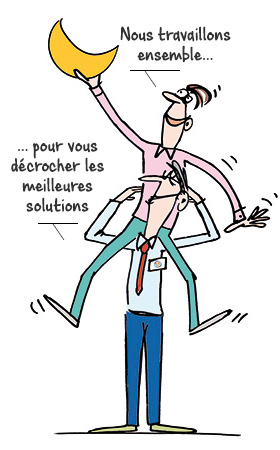 Nous travaillons
ensemble...
... pour vous
décrocher les
meilleures
solutions